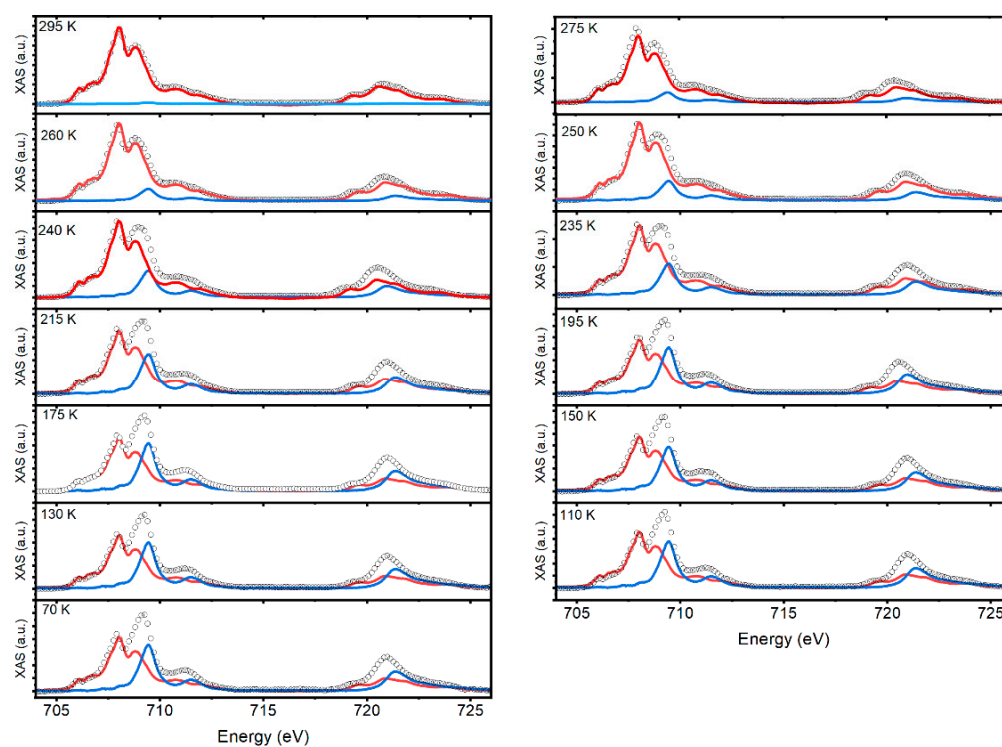 295 K
XAS (a.u.)
260 K
XAS (a.u.)
240 K
XAS (a.u.)
215 K
XAS (a.u.)
175 K
XAS (a.u.)
130 K
XAS (a.u.)
70 K
XAS (a.u.)
705 710 715 720 725
Energy (eV)
275 K
XAS (a.u.)
250 K
XAS (a.u.)
235 K
XAS (a.u.)
195 K
XAS (a.u.)
150 K
XAS (a.u.)
110 K
XAS (a.u.)
705 710 715 720 725
Energy (eV)